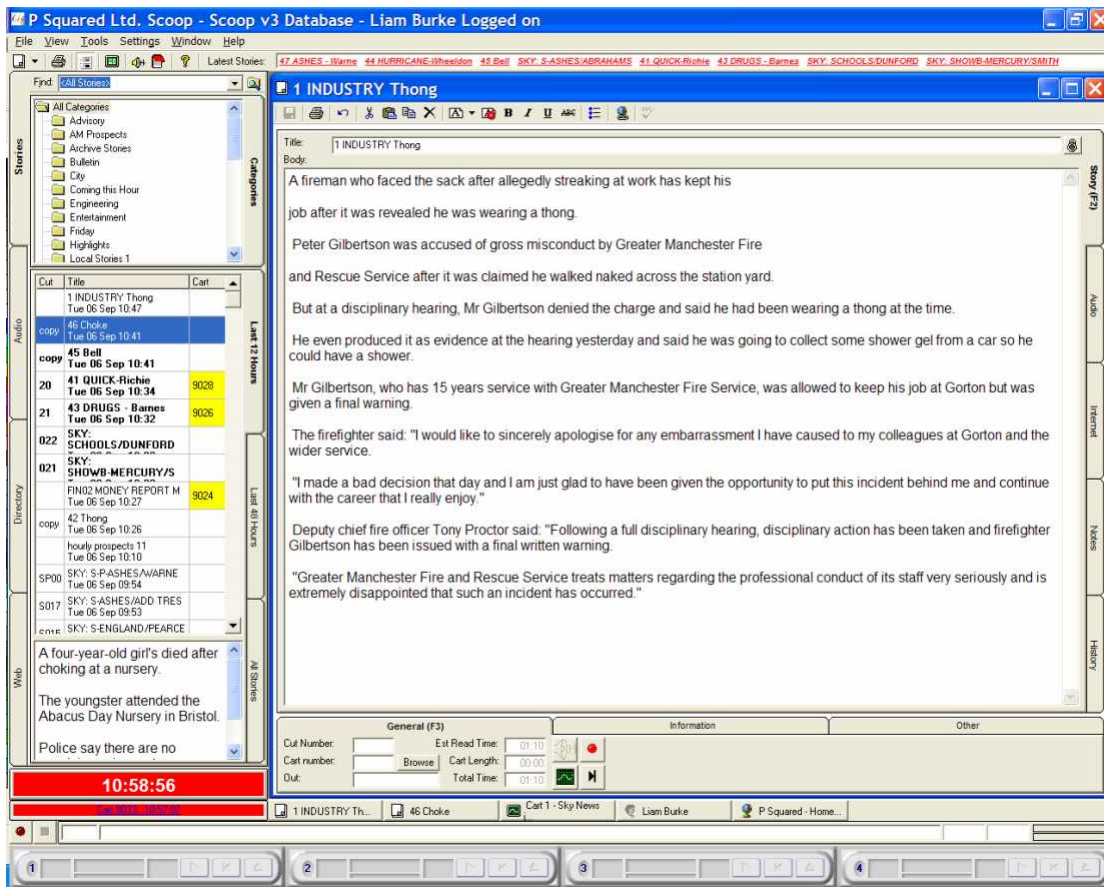 P Squared Ltd. Scoop - Scoop v3 Database - Liam Burke Logged on
File View Tools Settings Window Help
Latest Stories: 47 ASHES - Warne 44 HURRICANE-Wheeldon 45 Bell SKY: S-ASHES/ABRAHAMS 41 QUICK-Richie 43 DRUGS - Barnes SKY: SCHOOLS/DUNFORD SKY: SHOWB-MERCURY/SMITH
Find: <All Stories>
Stories
Audio
Directory
Web
All Categories
Advisory
AM Prospects
Archive Stories
Bulletin
City
Coming this Hour
Engineering
Entertainment
Friday
Highlights
Local Stories 1
Categories
Last 12 Hours
Last 48 Hours
All Stories
Cut Title Cart
1 INDUSTRY Thong
Tue 06 Sep 10:47
copy 46 Choke
Tue 06 Sep 10:41
copy 45 Bell
Tue 06 Sep 10:41
20 41 QUICK-Richie 9028
Tue 06 Sep 10:34
21 43 DRUGS - Barnes 9026
Tue 06 Sep 10:32
022 SKY:
SCHOOLS/DUNFORD
021 SKY:
SHOWB-MERCURY/S
FIN02 MONEY REPORT M 9024
Tue 06 Sep 10:27
copy 42 Thong
Tue 06 Sep 10:26
hourly prospects 11
Tue 06 Sep 10:10
SP00 SKY: S-P-ASHES/WARNE
Tue 06 Sep 09:54
S017 SKY: S-ASHES/ADD TRES
Tue 06 Sep 09:53
SKY: S-ENGLAND/PEARCE
A four-year-old girl's died after
choking at a nursery.
The youngster attended the
Abacus Day Nursery in Bristol.
Police say there are no
10:58:56
Cart 9033 10:57:02
1 INDUSTRY Thong
B I U ABC
Title: 1 INDUSTRY Thong
Body:
A fireman who faced the sack after allegedly streaking at work has kept his
job after it was revealed he was wearing a thong.
Peter Gilbertson was accused of gross misconduct by Greater Manchester Fire
and Rescue Service after it was claimed he walked naked across the station yard.
But at a disciplinary hearing, Mr Gilbertson denied the charge and said he had been wearing a thong at the time.
He even produced it as evidence at the hearing yesterday and said he was going to collect some shower gel from a car so he
could have a shower.
Mr Gilbertson, who has 15 years service with Greater Manchester Fire Service, was allowed to keep his job at Gorton but was
given a final warning.
The firefighter said: "I would like to sincerely apologise for any embarrassment I have caused to my colleagues at Gorton and the
wider service.
"I made a bad decision that day and I am just glad to have been given the opportunity to put this incident behind me and continue
with the career that I really enjoy."
Deputy chief fire officer Tony Proctor said: "Following a full disciplinary hearing, disciplinary action has been taken and firefighter
Gilbertson has been issued with a final written warning.
"Greater Manchester Fire and Rescue Service treats matters regarding the professional conduct of its staff very seriously and is
extremely disappointed that such an incident has occurred."
Story (F2)
Audio
Internet
Notes
History
General (F3) Information Other
Cut Number: Est Read Time: 01:10
Cart number: Browse Cart Length: 00:00
Out: Total Time: 01:10
1 INDUSTRY Th... 46 Choke Cart 1 - Sky News Liam Burke P Squared - Home...
1 2 3 4